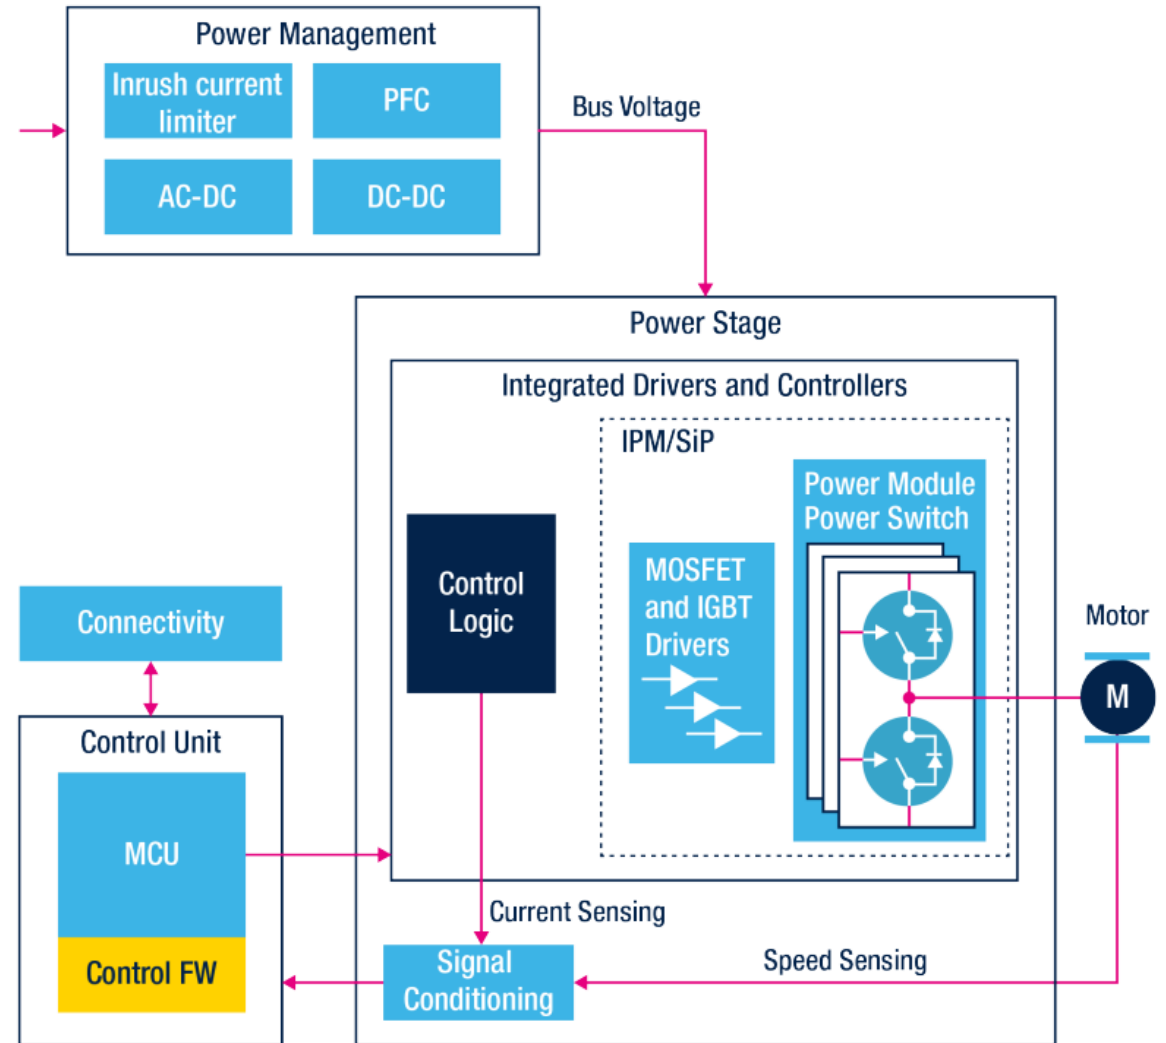 Power Management
Inrush current
limiter
PFC
AC-DC
DC-DC
Bus Voltage
Power Stage
Integrated Drivers and Controllers
IPM/SiP
Power Module
Power Switch
Control
Logic
MOSFET
and IGBT
Drivers
Connectivity
Motor
M
Control Unit
MCU
Control FW
Current Sensing
Signal
Conditioning
Speed Sensing